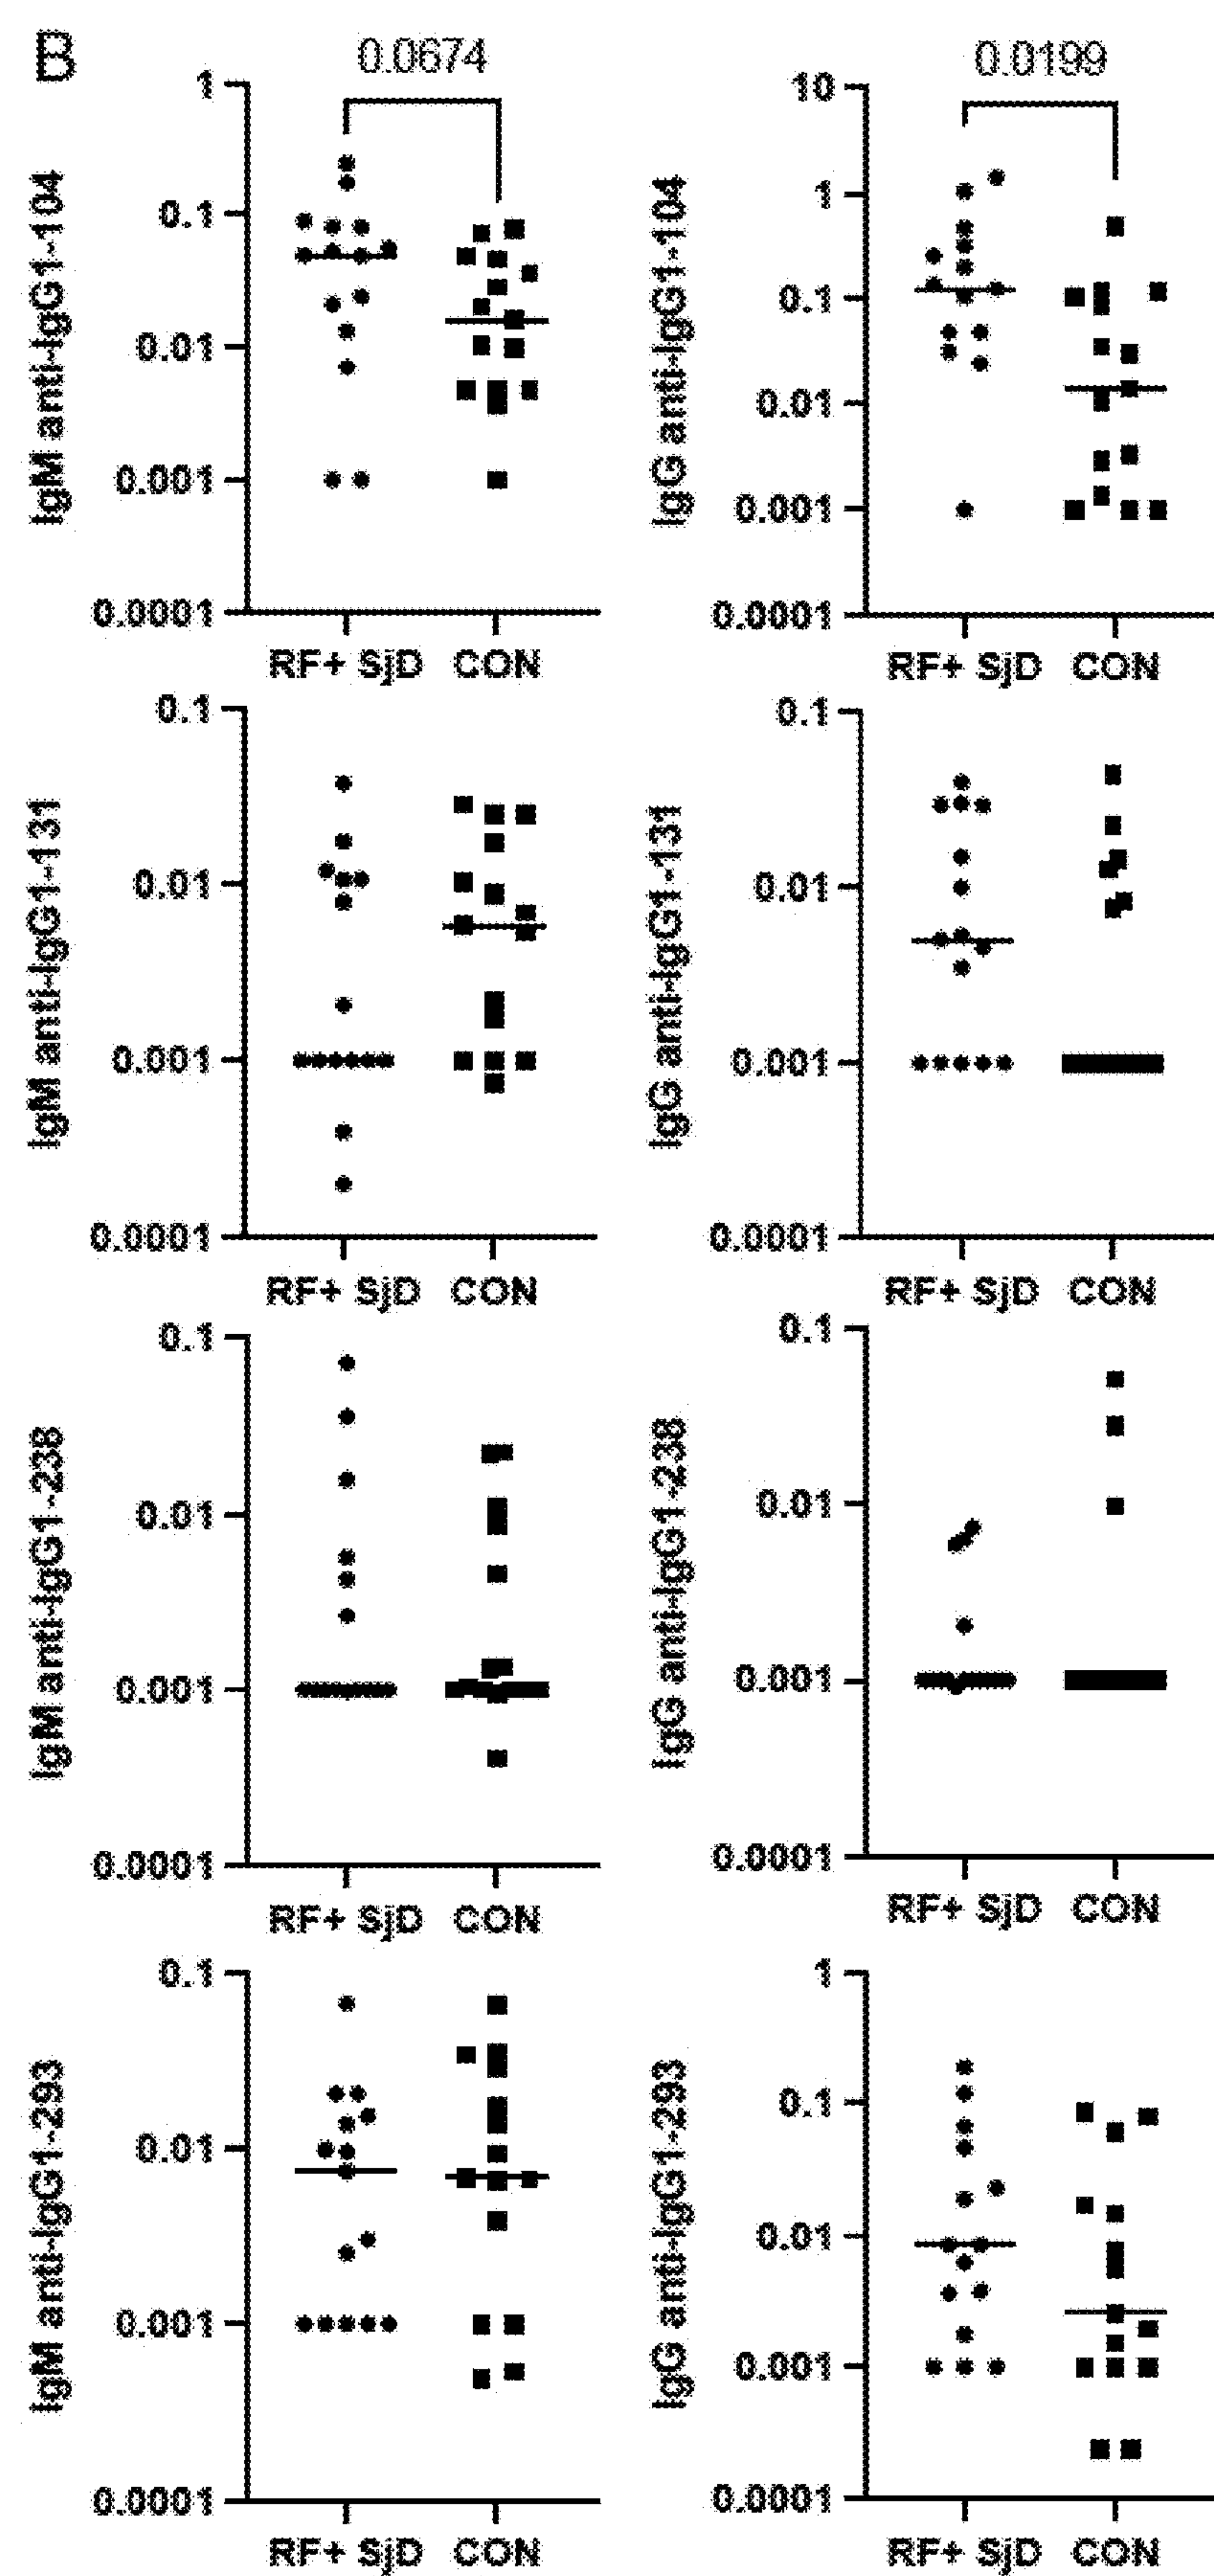 B
0.0674
IgM anti-IgG1-104
1
0.1
0.01
0.001
0.0001
RF+ SjD CON
0.0199
IgG anti-IgG1-104
10
1
0.1
0.01
0.001
0.0001
RF+ SjD CON
IgM anti-IgG1-131
0.1
0.01
0.001
0.0001
RF+ SjD CON
IgG anti-IgG1-131
0.1
0.01
0.001
0.0001
RF+ SjD CON
IgM anti-IgG1-238
0.1
0.01
0.001
0.0001
RF+ SjD CON
IgG anti-IgG1-238
0.1
0.01
0.001
0.0001
RF+ SjD CON
IgM anti-IgG1-293
0.1
0.01
0.001
0.0001
RF+ SjD CON
IgG anti-IgG1-293
1
0.1
0.01
0.001
0.0001
RF+ SjD CON